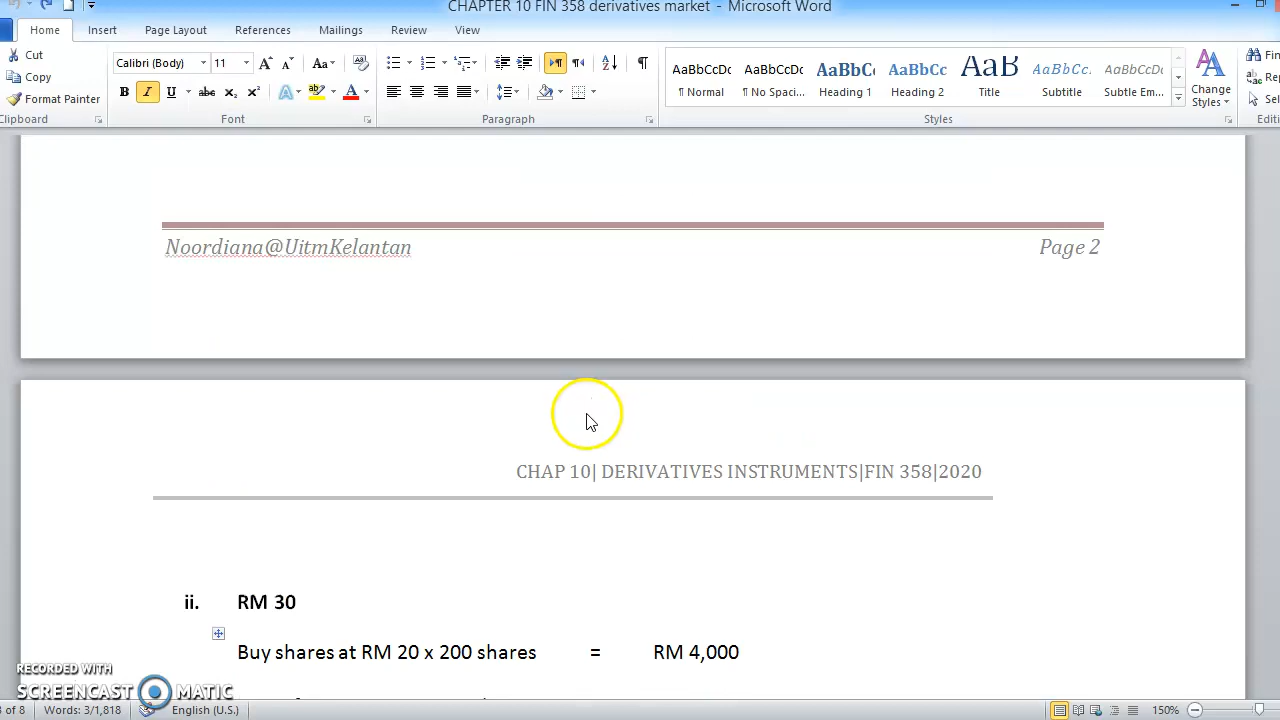 CHAPTER 10 FIN 358 derivatives market - Microsoft Word
Home Insert Page Layout References Mailings Review View
Cut
Copy
Format Painter
Clipboard
Calibri (Body) 11
Font
Paragraph
AaBbCcDc AaBbCcDc AaBbC AaBbCc AaB AaBbCc. AaBbCcDc
¶ Normal ¶ No Spaci... Heading 1 Heading 2 Title Subtitle Subtle Em...
Styles
Change
Styles
Noordiana@UitmKelantan Page 2
CHAP 10| DERIVATIVES INSTRUMENTS|FIN 358|2020
ii. RM 30
Buy shares at RM 20 x 200 shares = RM 4,000
RECORDED WITH
SCREENCAST MATIC
of 8 Words: 3/1,818 English (U.S.) 150%